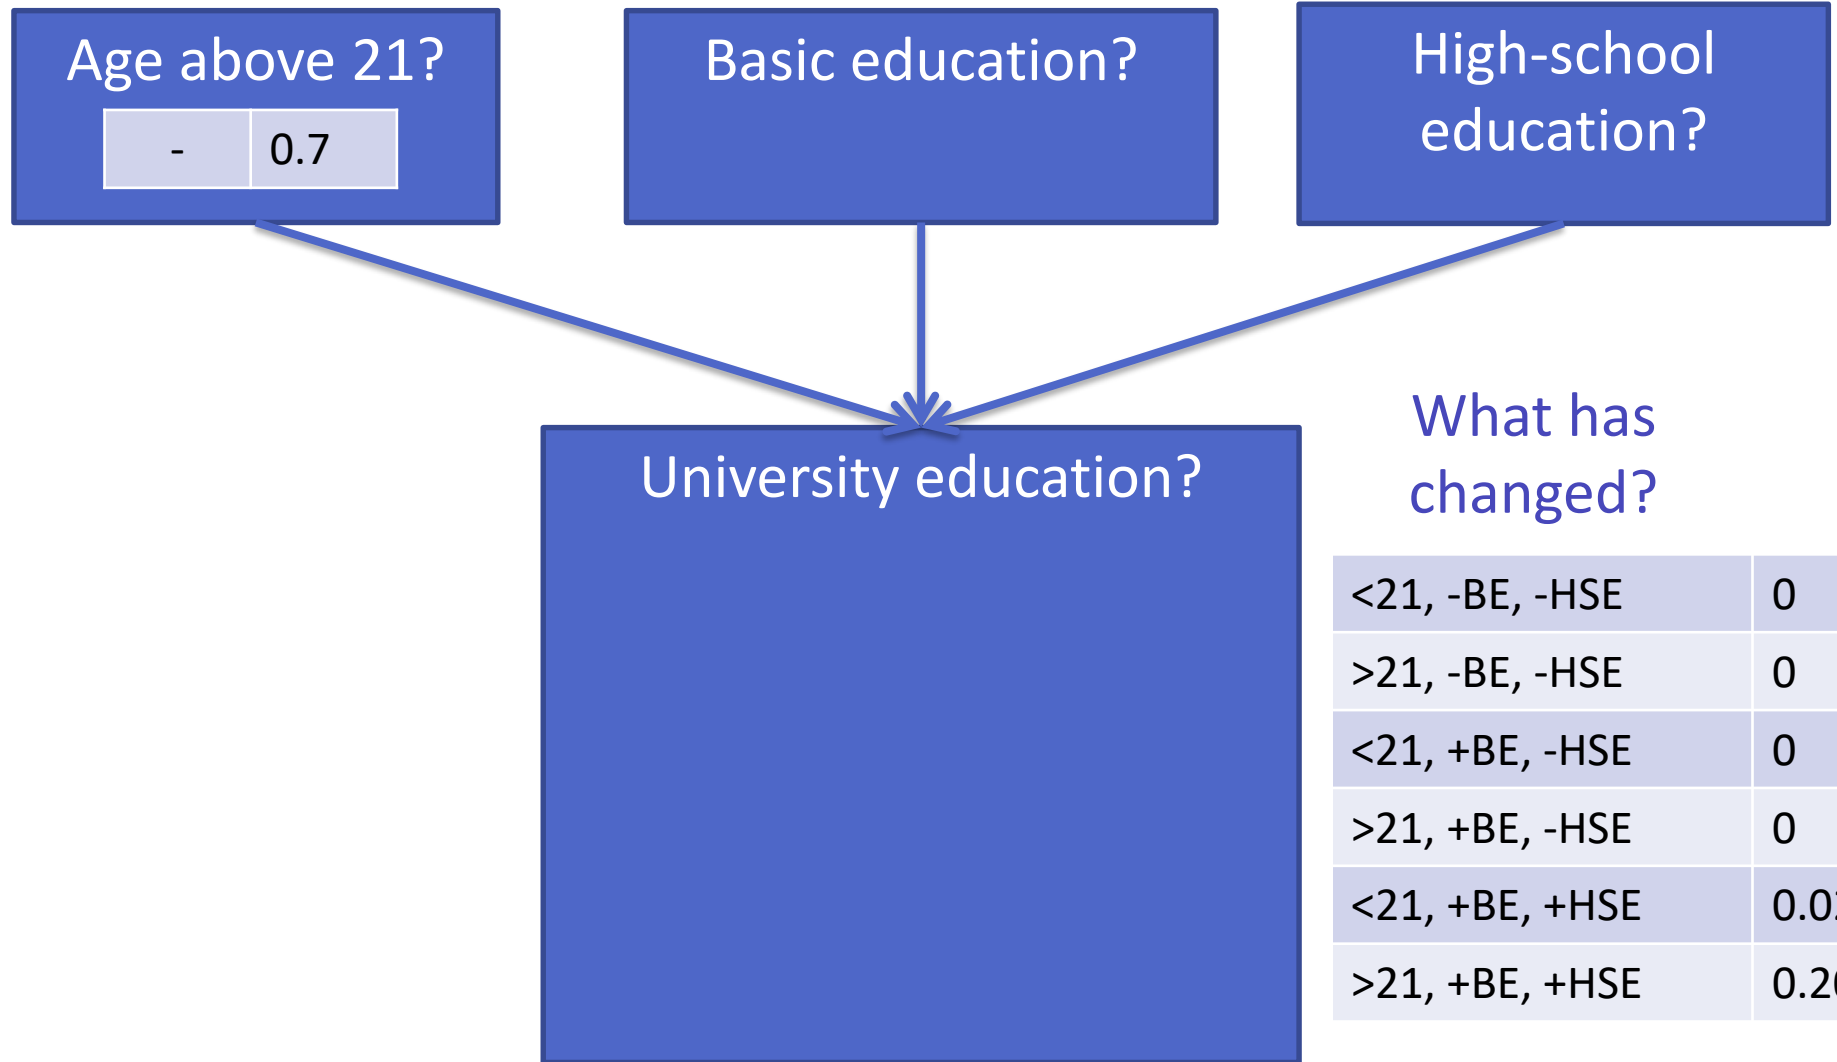 Age above 21?
- 0.7
Basic education?
High-school
education?
University education?
What has
changed?
<21, -BE, -HSE 0
>21, -BE, -HSE 0
<21, +BE, -HSE 0
>21, +BE, -HSE 0
<21, +BE, +HSE
>21, +BE, +HSE